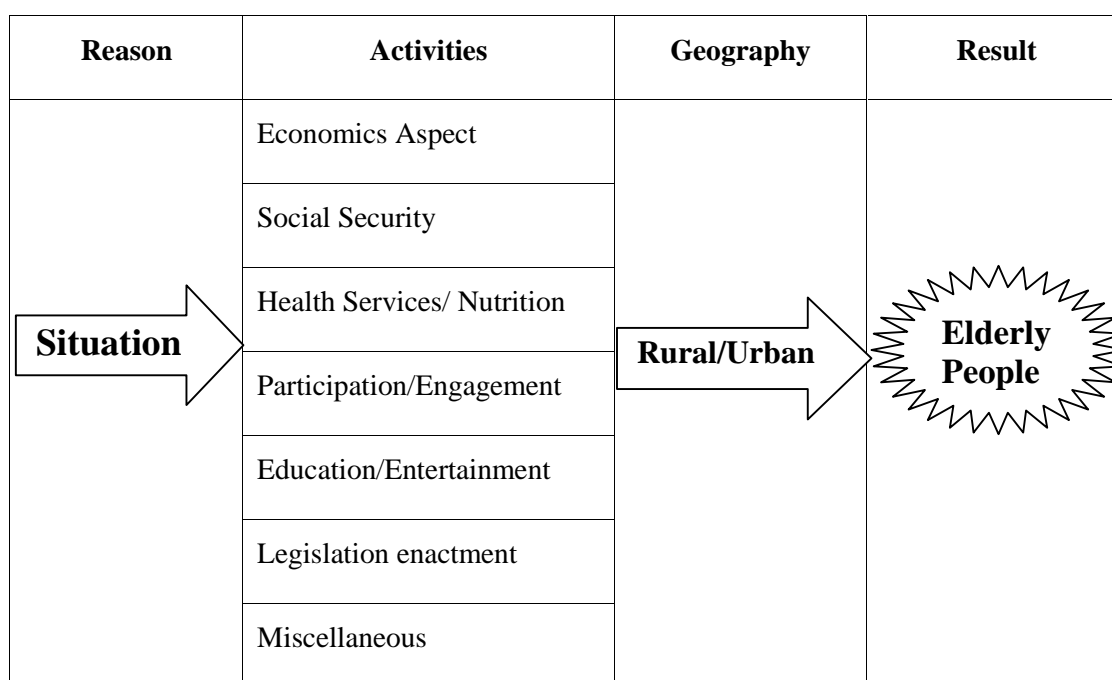 Reason Activities Geography Result
Economics Aspect
Social Security
Health Services/ Nutrition
Situation
Rural/Urban
Elderly
People
Participation/Engagement
Education/Entertainment
Legislation enactment
Miscellaneous